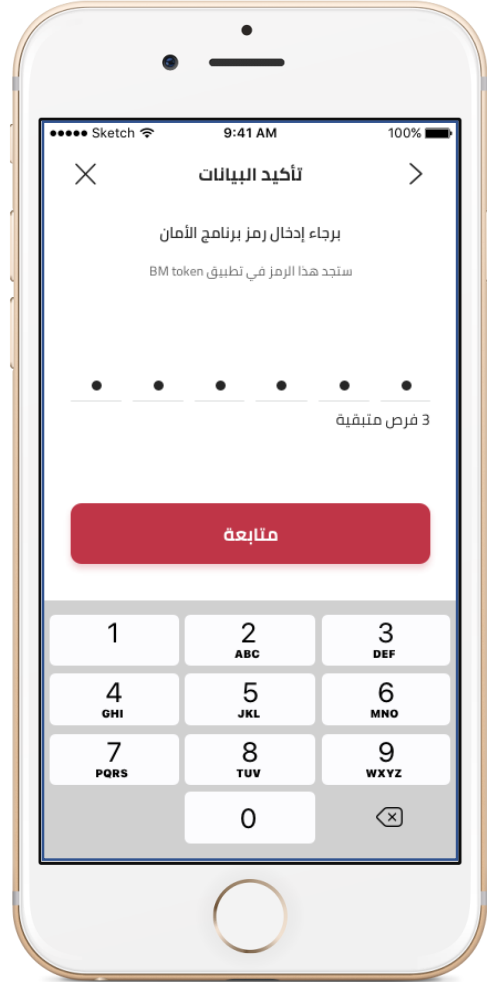 Sketch 9:41 AM 100%
تأكيد البيانات
برجاء إدخال رمز برنامج الأمان
ستجد هذا الرمز في تطبيق BM token
3 فرص متبقية
متابعة
1 2 3
ABC DEF
4 5 6
GHI JKL MNO
7 8 9
PQRS TUV WXYZ
0